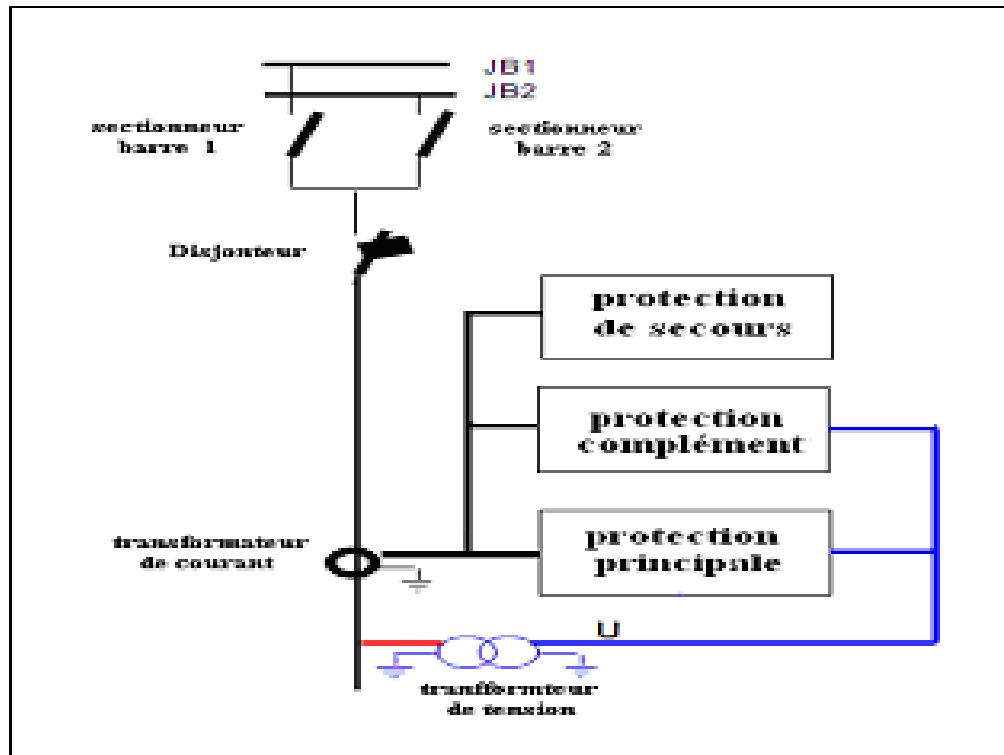 JB1
JB2
sectionneur
barre 1
sectionneur
barre 2
Disjonteur
protection
de secours
protection
complément
transformateur
de courant
protection
principale
U
transfformteur
de tension